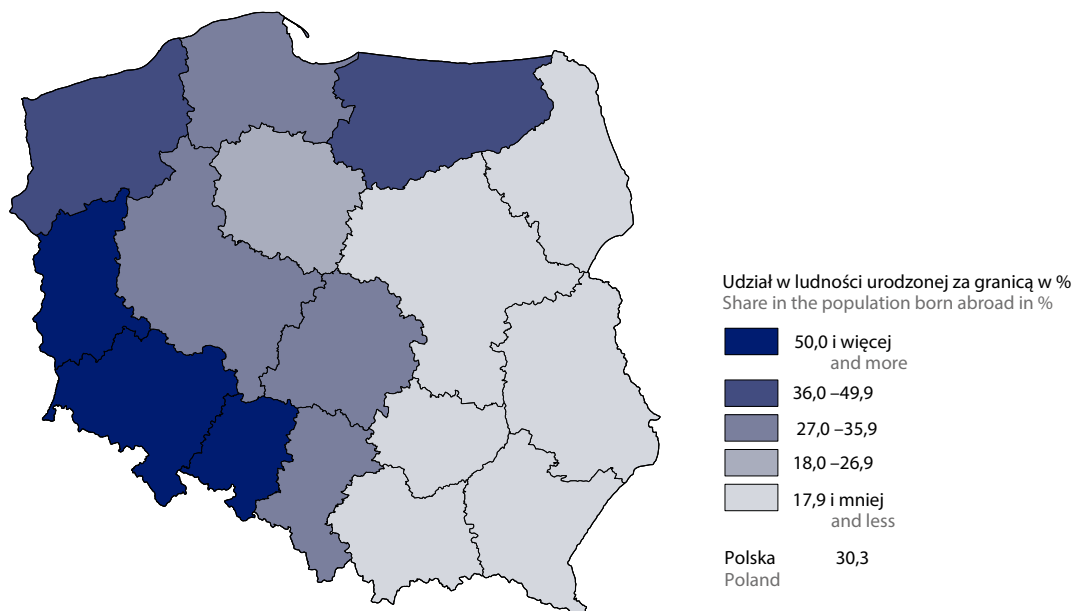 Udział w ludności urodzonej za granicą w %
Share in the population born abroad in %
50,0 i więcej
and more
36,0 –49,9
27,0 –35,9
18,0 –26,9
17,9 i mniej
and less
Polska 30,3
Poland